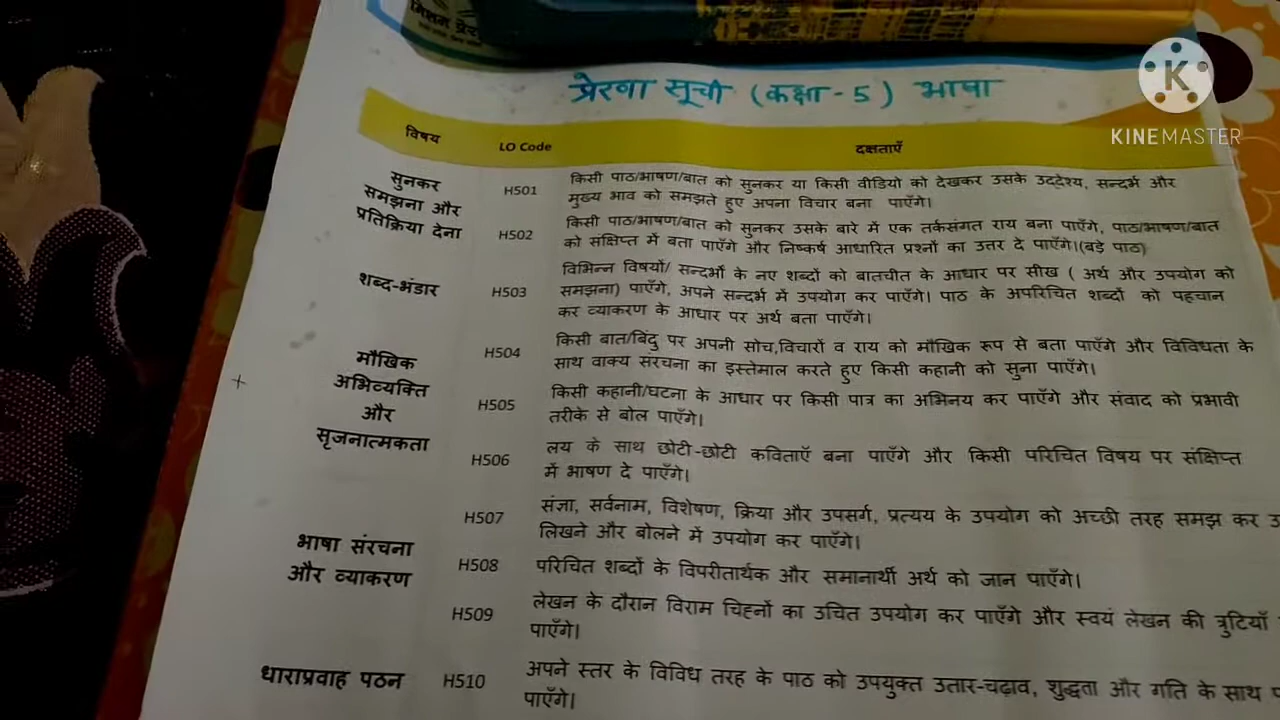 मिशन प्रेर
प्रेरणा सूची (कक्षा - 5) भाषा
KINEMASTER
विषय LO Code दक्षताएँ
सुनकर समझना और प्रतिक्रिया देना
H501 किसी पाठ/भाषण/बात को सुनकर या किसी वीडियो को देखकर उसके उद्देश्य, सन्दर्भ और
मुख्य भाव को समझते हुए अपना विचार बना पाएँगे।
H502 किसी पाठ/भाषण/बात को सुनकर उसके बारे में एक तर्कसंगत राय बना पाएँगे, पाठ/भाषण/बात
को संक्षिप्त में बता पाएँगे और निष्कर्ष आधारित प्रश्नों का उत्तर दे पाएँगे।(बड़े पाठ)
शब्द-भंडार
H503 विभिन्न विषयों/ सन्दर्भों के नए शब्दों को बातचीत के आधार पर सीख ( अर्थ और उपयोग को
समझना) पाएँगे, अपने सन्दर्भ में उपयोग कर पाएँगे। पाठ के अपरिचित शब्दों को पहचान
कर व्याकरण के आधार पर अर्थ बता पाएँगे।
मौखिक अभिव्यक्ति और सृजनात्मकता
H504 किसी बात/बिंदु पर अपनी सोच,विचारों व राय को मौखिक रूप से बता पाएँगे और विविधता के
साथ वाक्य संरचना का इस्तेमाल करते हुए किसी कहानी को सुना पाएँगे।
H505 किसी कहानी/घटना के आधार पर किसी पात्र का अभिनय कर पाएँगे और संवाद को प्रभावी
तरीके से बोल पाएँगे।
H506 लय के साथ छोटी-छोटी कविताएँ बना पाएँगे और किसी परिचित विषय पर संक्षिप्त
में भाषण दे पाएँगे।
भाषा संरचना और व्याकरण
H507 संज्ञा, सर्वनाम, विशेषण, क्रिया और उपसर्ग, प्रत्यय के उपयोग को अच्छी तरह समझ कर
लिखने और बोलने में उपयोग कर पाएँगे।
H508 परिचित शब्दों के विपरीतार्थक और समानार्थी अर्थ को जान पाएँगे।
H509 लेखन के दौरान विराम चिह्नों का उचित उपयोग कर पाएँगे और स्वयं लेखन की त्रुटियाँ
पाएँगे।
धाराप्रवाह पठन
H510 अपने स्तर के विविध तरह के पाठ को उपयुक्त उतार-चढ़ाव, शुद्धता और गति के साथ
पाएँगे।